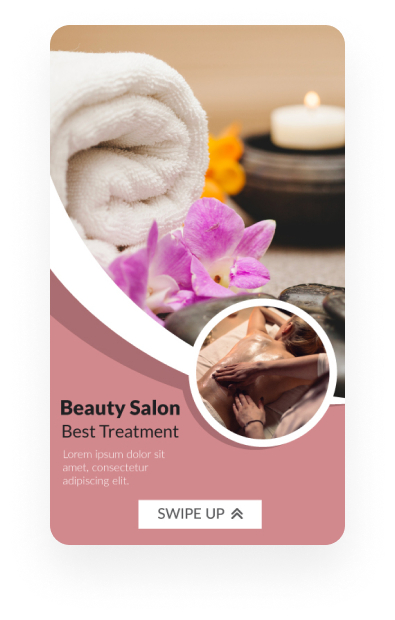 Beauty Salon
Best Treatment
Lorem ipsum dolor sit
amet, consectetur
adipiscing elit.
SWIPE UP